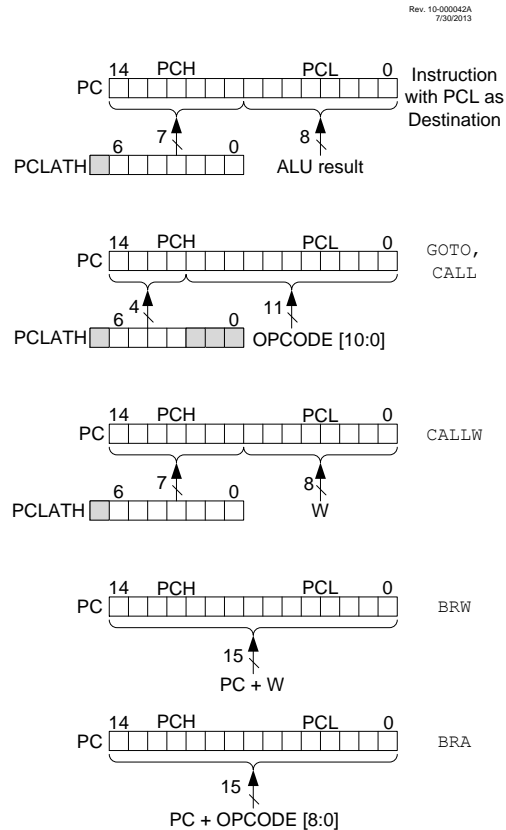 Rev. 10-000042A
7/30/2013
14 PCH PCL 0
PC
Instruction
with PCL as
Destination
7 8
6 0
PCLATH
ALU result
14 PCH PCL 0
PC
GOTO,
CALL
4 11
6 0
PCLATH
OPCODE [10:0]
14 PCH PCL 0
PC
CALLW
7 8
6 0
PCLATH
W
14 PCH PCL 0
PC
BRW
15
PC + W
14 PCH PCL 0
PC
BRA
15
PC + OPCODE [8:0]